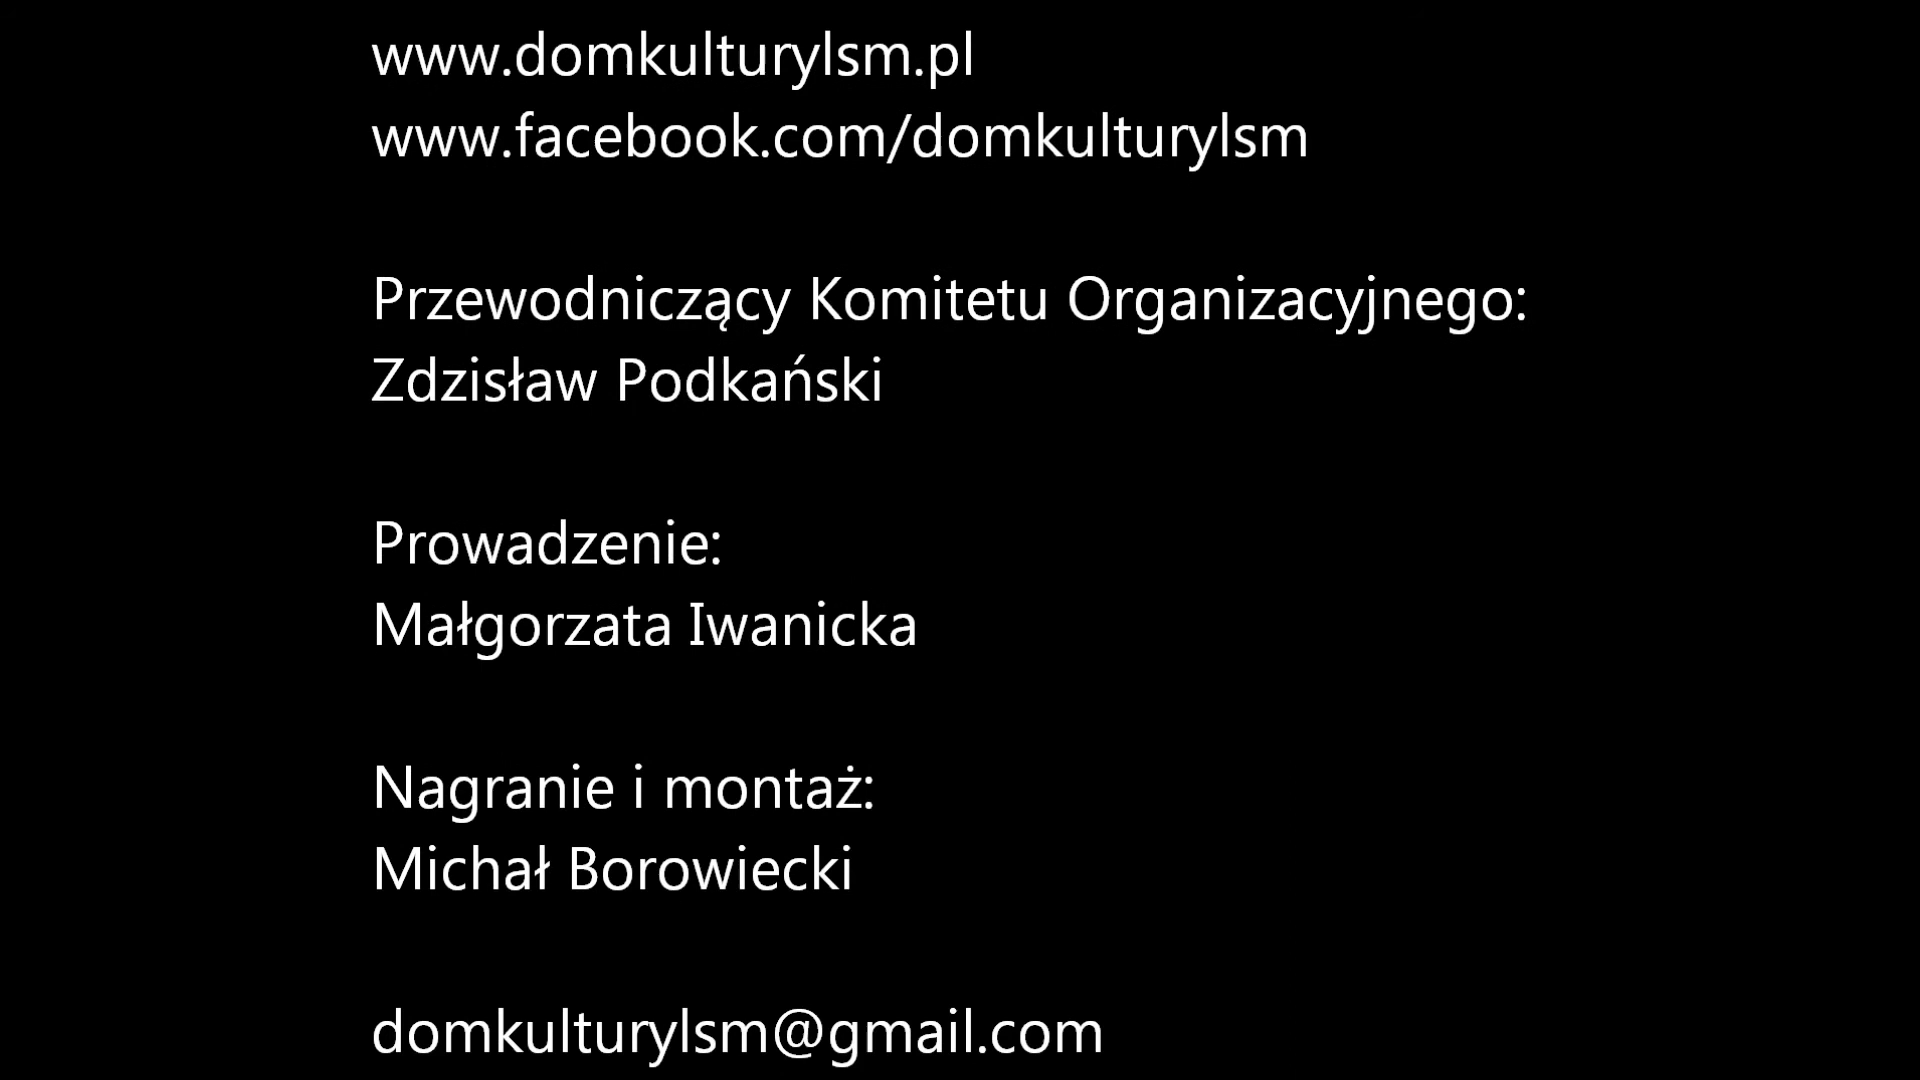 www.domkulturylsm.pl
www.facebook.com/domkulturylsm
Przewodniczący Komitetu Organizacyjnego:
Zdzisław Podkański
Prowadzenie:
Małgorzata Iwanicka
Nagranie i montaż:
Michał Borowiecki
domkulturylsm@gmail.com